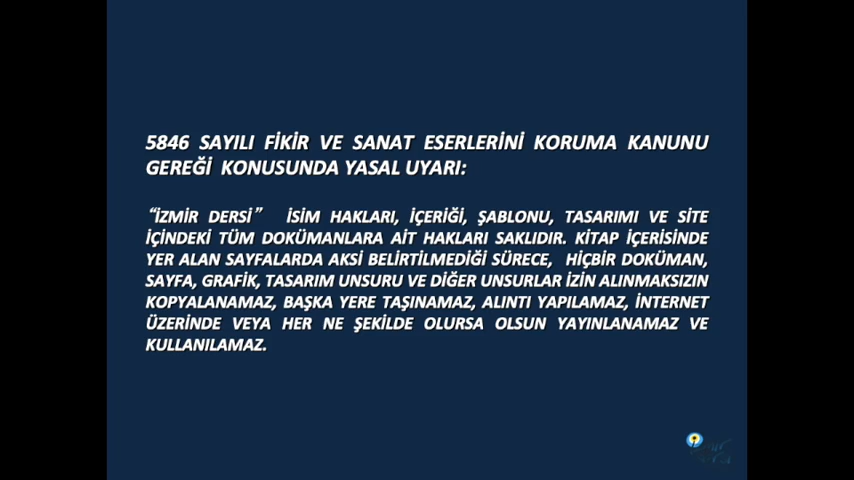 5846 SAYILI FİKİR VE SANAT ESERLERİNİ KORUMA KANUNU
GEREĞİ KONUSUNDA YASAL UYARI:
“İZMİR DERSİ” İSİM HAKLARI, İÇERİĞİ, ŞABLONU, TASARIMI VE SİTE
İÇİNDEKİ TÜM DOKÜMANLARA AİT HAKLARI SAKLIDIR. KİTAP İÇERİSİNDE
YER ALAN SAYFALARDA AKSİ BELİRTİLMEDİĞİ SÜRECE, HİÇBİR DOKÜMAN,
SAYFA, GRAFİK, TASARIM UNSURU VE DİĞER UNSURLAR İZİN ALINMAKSIZIN
KOPYALANAMAZ, BAŞKA YERE TAŞINAMAZ, ALINTI YAPILAMAZ, İNTERNET
ÜZERİNDE VEYA HER NE ŞEKİLDE OLURSA OLSUN YAYINLANAMAZ VE
KULLANILAMAZ.